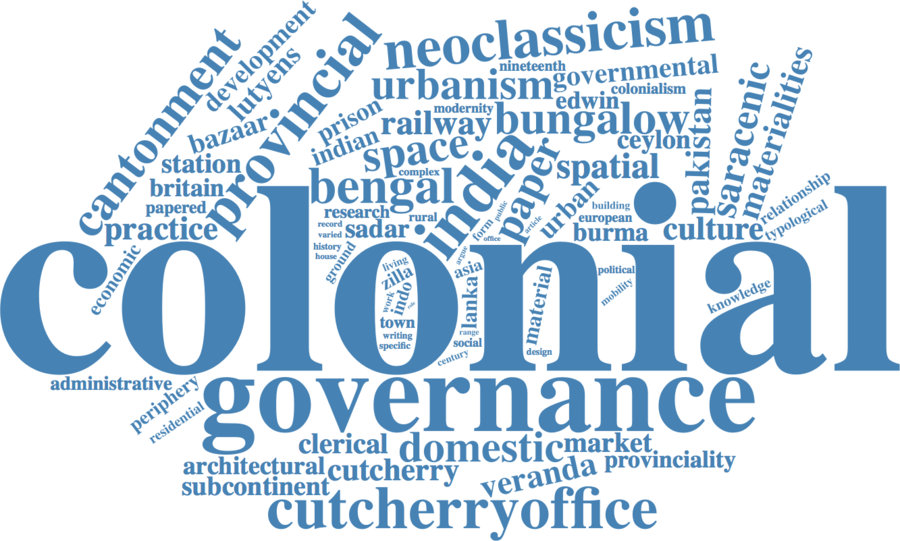 development
lutyens
cantonment
provincial
neoclassicism
nineteenth
governmental
urbanism
colonialism
edwin
modernity
bazaar
prison
indian
railway
bungalow
ceylon
pakistan
saracenic
materialities
station
space
complex
india
paper
spatial
britain
bengal
papered
practice
research
rural
record
varied
sadar
history
house
ground
form
public
office
article
argue
urban
building
european
burma
culture
relationship
typological
economic
colonial
living
zilla
work
indo
town
writing
specific
asia
lanka
range
social
century
material
design
political
mobility
knowledge
administrative
periphery
residential
governance
clerical
domestic
market
architectural
cutcherry
veranda
provinciality
subcontinent
cutcherryoffice